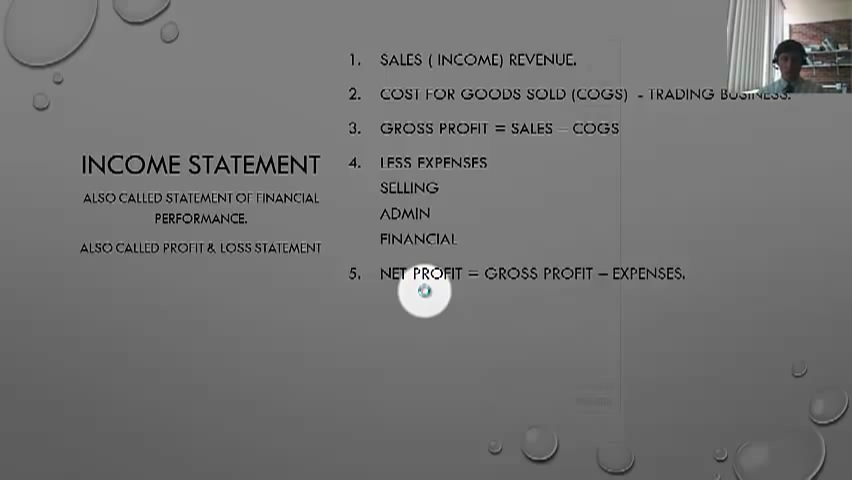 INCOME STATEMENT
ALSO CALLED STATEMENT OF FINANCIAL
PERFORMANCE.
ALSO CALLED PROFIT & LOSS STATEMENT
1. SALES ( INCOME) REVENUE.
2. COST FOR GOODS SOLD (COGS) - TRADING BUSINESS.
3. GROSS PROFIT = SALES – COGS
4. LESS EXPENSES
SELLING
ADMIN
FINANCIAL
5. NET PROFIT = GROSS PROFIT – EXPENSES.